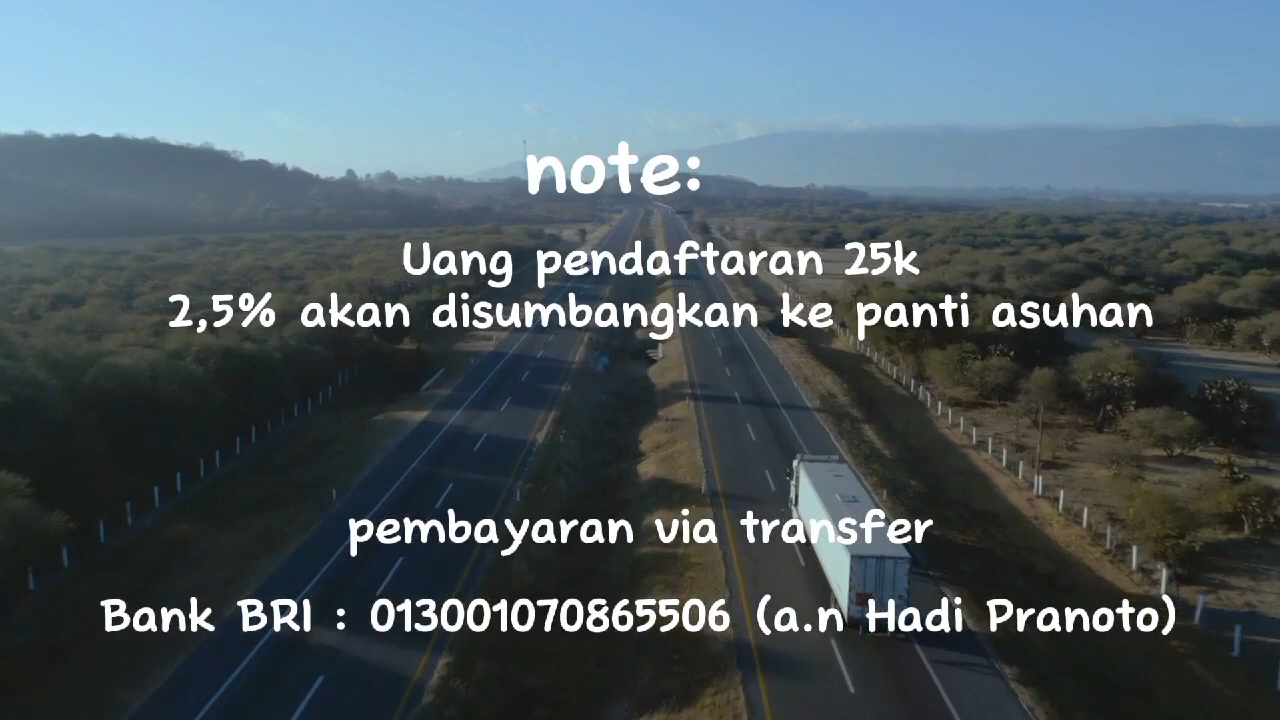 note:
Uang pendaftaran 25k
2,5% akan disumbangkan ke panti asuhan
pembayaran via transfer
Bank BRI : 013001070865506 (a.n Hadi Pranoto)